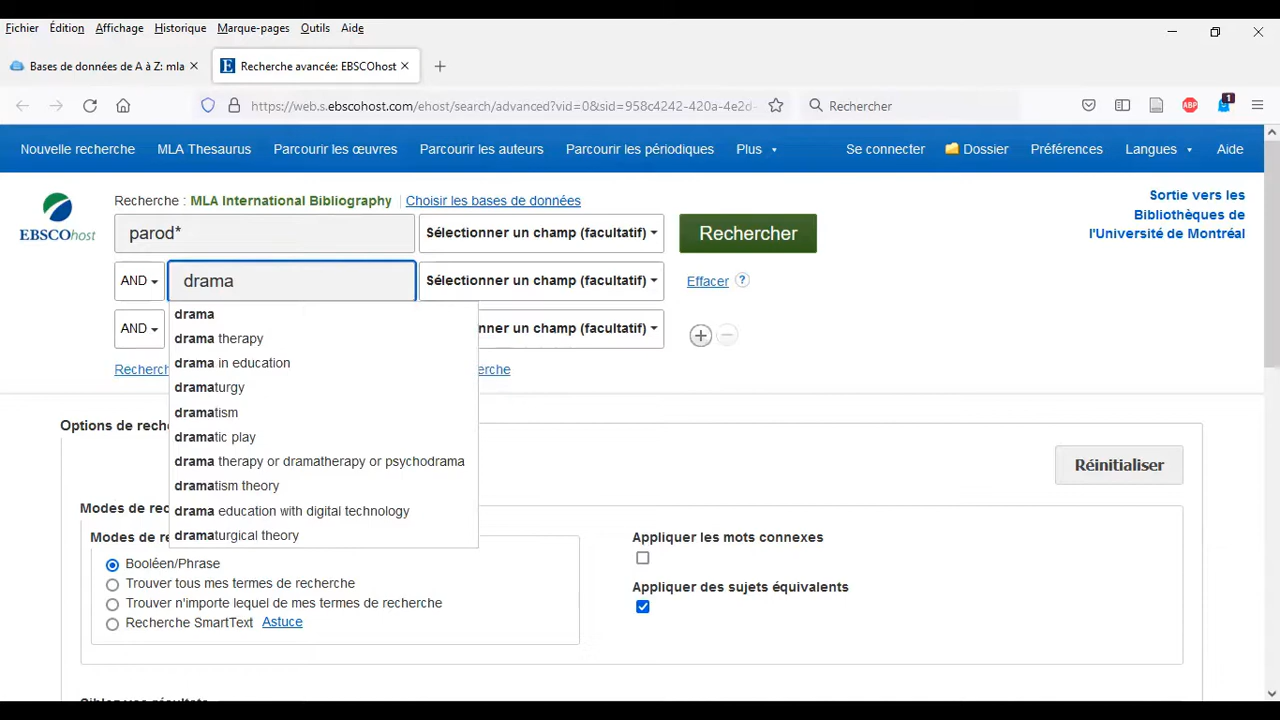 Fichier Édition Affichage Historique Marque-pages Outils Aide
Bases de données de A à Z: mla
Recherche avancée: EBSCOhost
https://web.s.ebscohost.com/ehost/search/advanced?vid=0&sid=958c4242-420a-4e2d-
Rechercher
ABP
1
Nouvelle recherche MLA Thesaurus Parcourir les œuvres Parcourir les auteurs Parcourir les périodiques Plus Se connecter Dossier Préférences Langues Aide
EBSCOhost
Recherche : MLA International Bibliography Choisir les bases de données
parod* Sélectionner un champ (facultatif) Rechercher
Sortie vers les
Bibliothèques de
l'Université de Montréal
AND drama Sélectionner un champ (facultatif) Effacer ?
AND nner un champ (facultatif) + −
Recherch erche
drama
drama therapy
drama in education
dramaturgy
dramatism
dramatic play
drama therapy or dramatherapy or psychodrama
dramatism theory
drama education with digital technology
dramaturgical theory
Options de rech
Réinitialiser
Modes de rec
Modes de re
Booléen/Phrase
Trouver tous mes termes de recherche
Trouver n'importe lequel de mes termes de recherche
Recherche SmartText Astuce
Appliquer les mots connexes
Appliquer des sujets équivalents